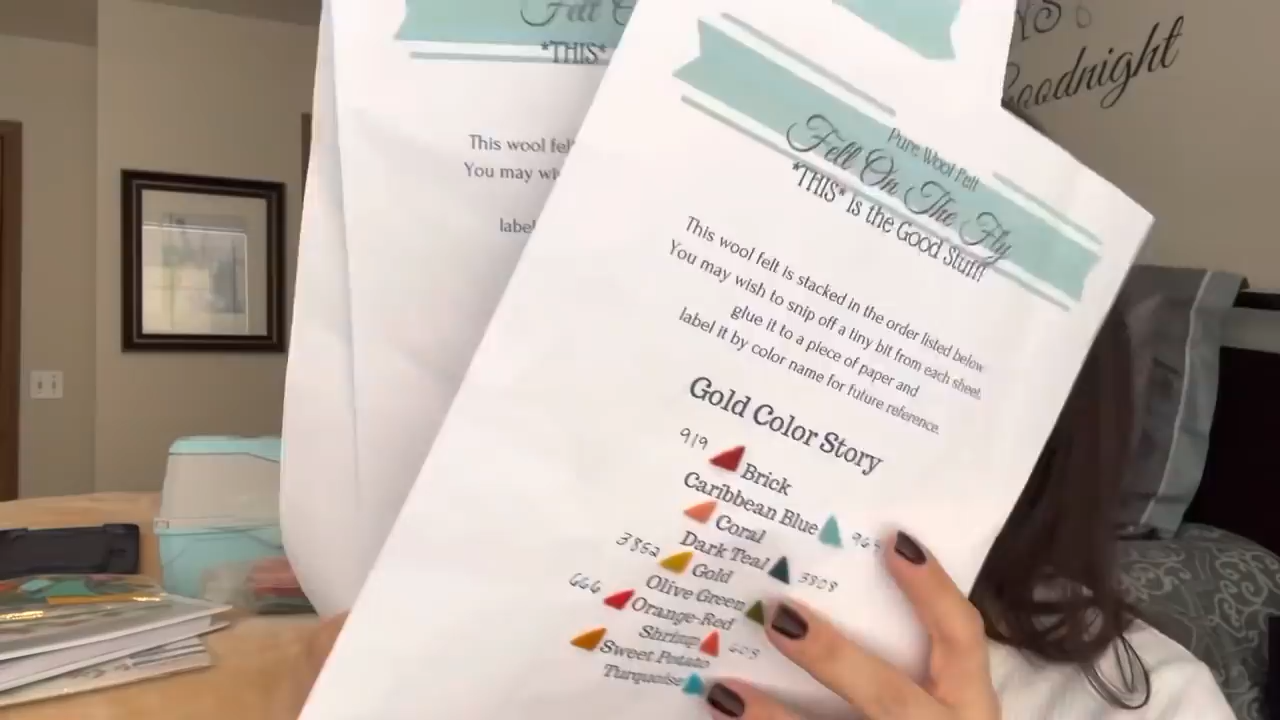 Felt
*THIS*
This wool fel
You may wi
label
Goodnight
Pure Wool Felt
Felt On The Fly
*THIS* is the Good Stuff!
This wool felt is stacked in the order listed below
You may wish to snip off a tiny bit from each sheet,
glue it to a piece of paper and
label it by color name for future reference.
Gold Color Story
919 Brick
Caribbean Blue
Coral
Dark Teal 3808
3852 Gold
Olive Green
666 Orange-Red
Shrimp 608
Sweet Potato
Turquoise